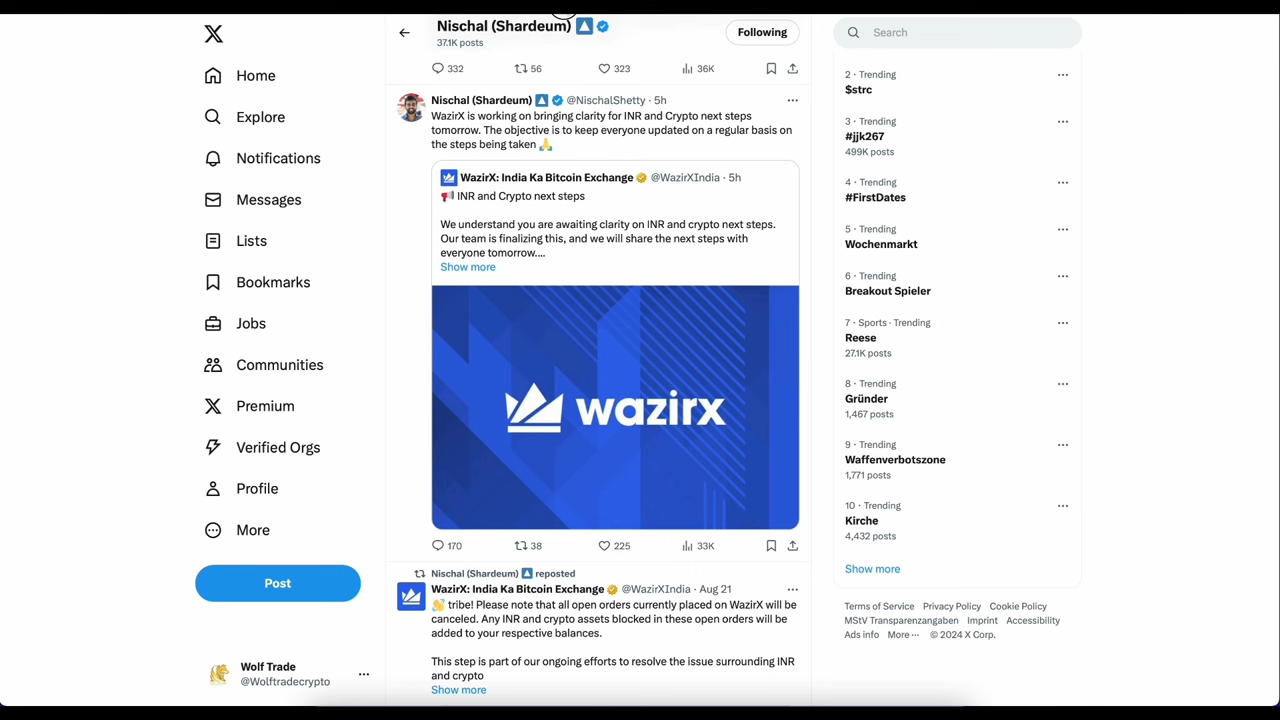 Home
Explore
Notifications
Messages
Lists
Bookmarks
Jobs
Communities
Premium
Verified Orgs
Profile
More
Post
Wolf Trade
@Wolftradecrypto
Nischal (Shardeum)
37.1K posts
Following
332 56 323 36K
Nischal (Shardeum) @NischalShetty · 5h
WazirX is working on bringing clarity for INR and Crypto next steps
tomorrow. The objective is to keep everyone updated on a regular basis on
the steps being taken 🙏
WazirX: India Ka Bitcoin Exchange @WazirXIndia · 5h
📢 INR and Crypto next steps
We understand you are awaiting clarity on INR and crypto next steps.
Our team is finalizing this, and we will share the next steps with
everyone tomorrow....
Show more
wazirx
170 38 225 33K
Nischal (Shardeum) reposted
WazirX: India Ka Bitcoin Exchange @WazirXIndia · Aug 21
👋 tribe! Please note that all open orders currently placed on WazirX will be
canceled. Any INR and crypto assets blocked in these open orders will be
added to your respective balances.
This step is part of our ongoing efforts to resolve the issue surrounding INR
and crypto
Show more
Search
2 · Trending
$strc
3 · Trending
#jjk267
499K posts
4 · Trending
#FirstDates
5 · Trending
Wochenmarkt
6 · Trending
Breakout Spieler
7 · Sports · Trending
Reese
27.1K posts
8 · Trending
Gründer
1,467 posts
9 · Trending
Waffenverbotszone
1,771 posts
10 · Trending
Kirche
4,432 posts
Show more
Terms of Service Privacy Policy Cookie Policy
MStV Transparenzangaben Imprint Accessibility
Ads info More ··· © 2024 X Corp.